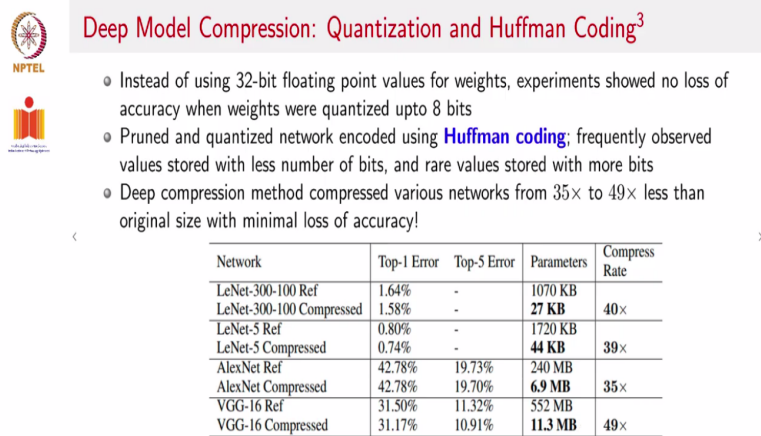 Deep Model Compression: Quantization and Huffman Coding3
NPTEL
Instead of using 32-bit floating point values for weights, experiments showed no loss of
accuracy when weights were quantized upto 8 bits
Pruned and quantized network encoded using Huffman coding; frequently observed
values stored with less number of bits, and rare values stored with more bits
Deep compression method compressed various networks from 35× to 49× less than
original size with minimal loss of accuracy!
Network Top-1 Error Top-5 Error Parameters Compress Rate
LeNet-300-100 Ref 1.64% - 1070 KB
LeNet-300-100 Compressed 1.58% - 27 KB 40×
LeNet-5 Ref 0.80% - 1720 KB
LeNet-5 Compressed 0.74% - 44 KB 39×
AlexNet Ref 42.78% 19.73% 240 MB
AlexNet Compressed 42.78% 19.70% 6.9 MB 35×
VGG-16 Ref 31.50% 11.32% 552 MB
VGG-16 Compressed 31.17% 10.91% 11.3 MB 49×